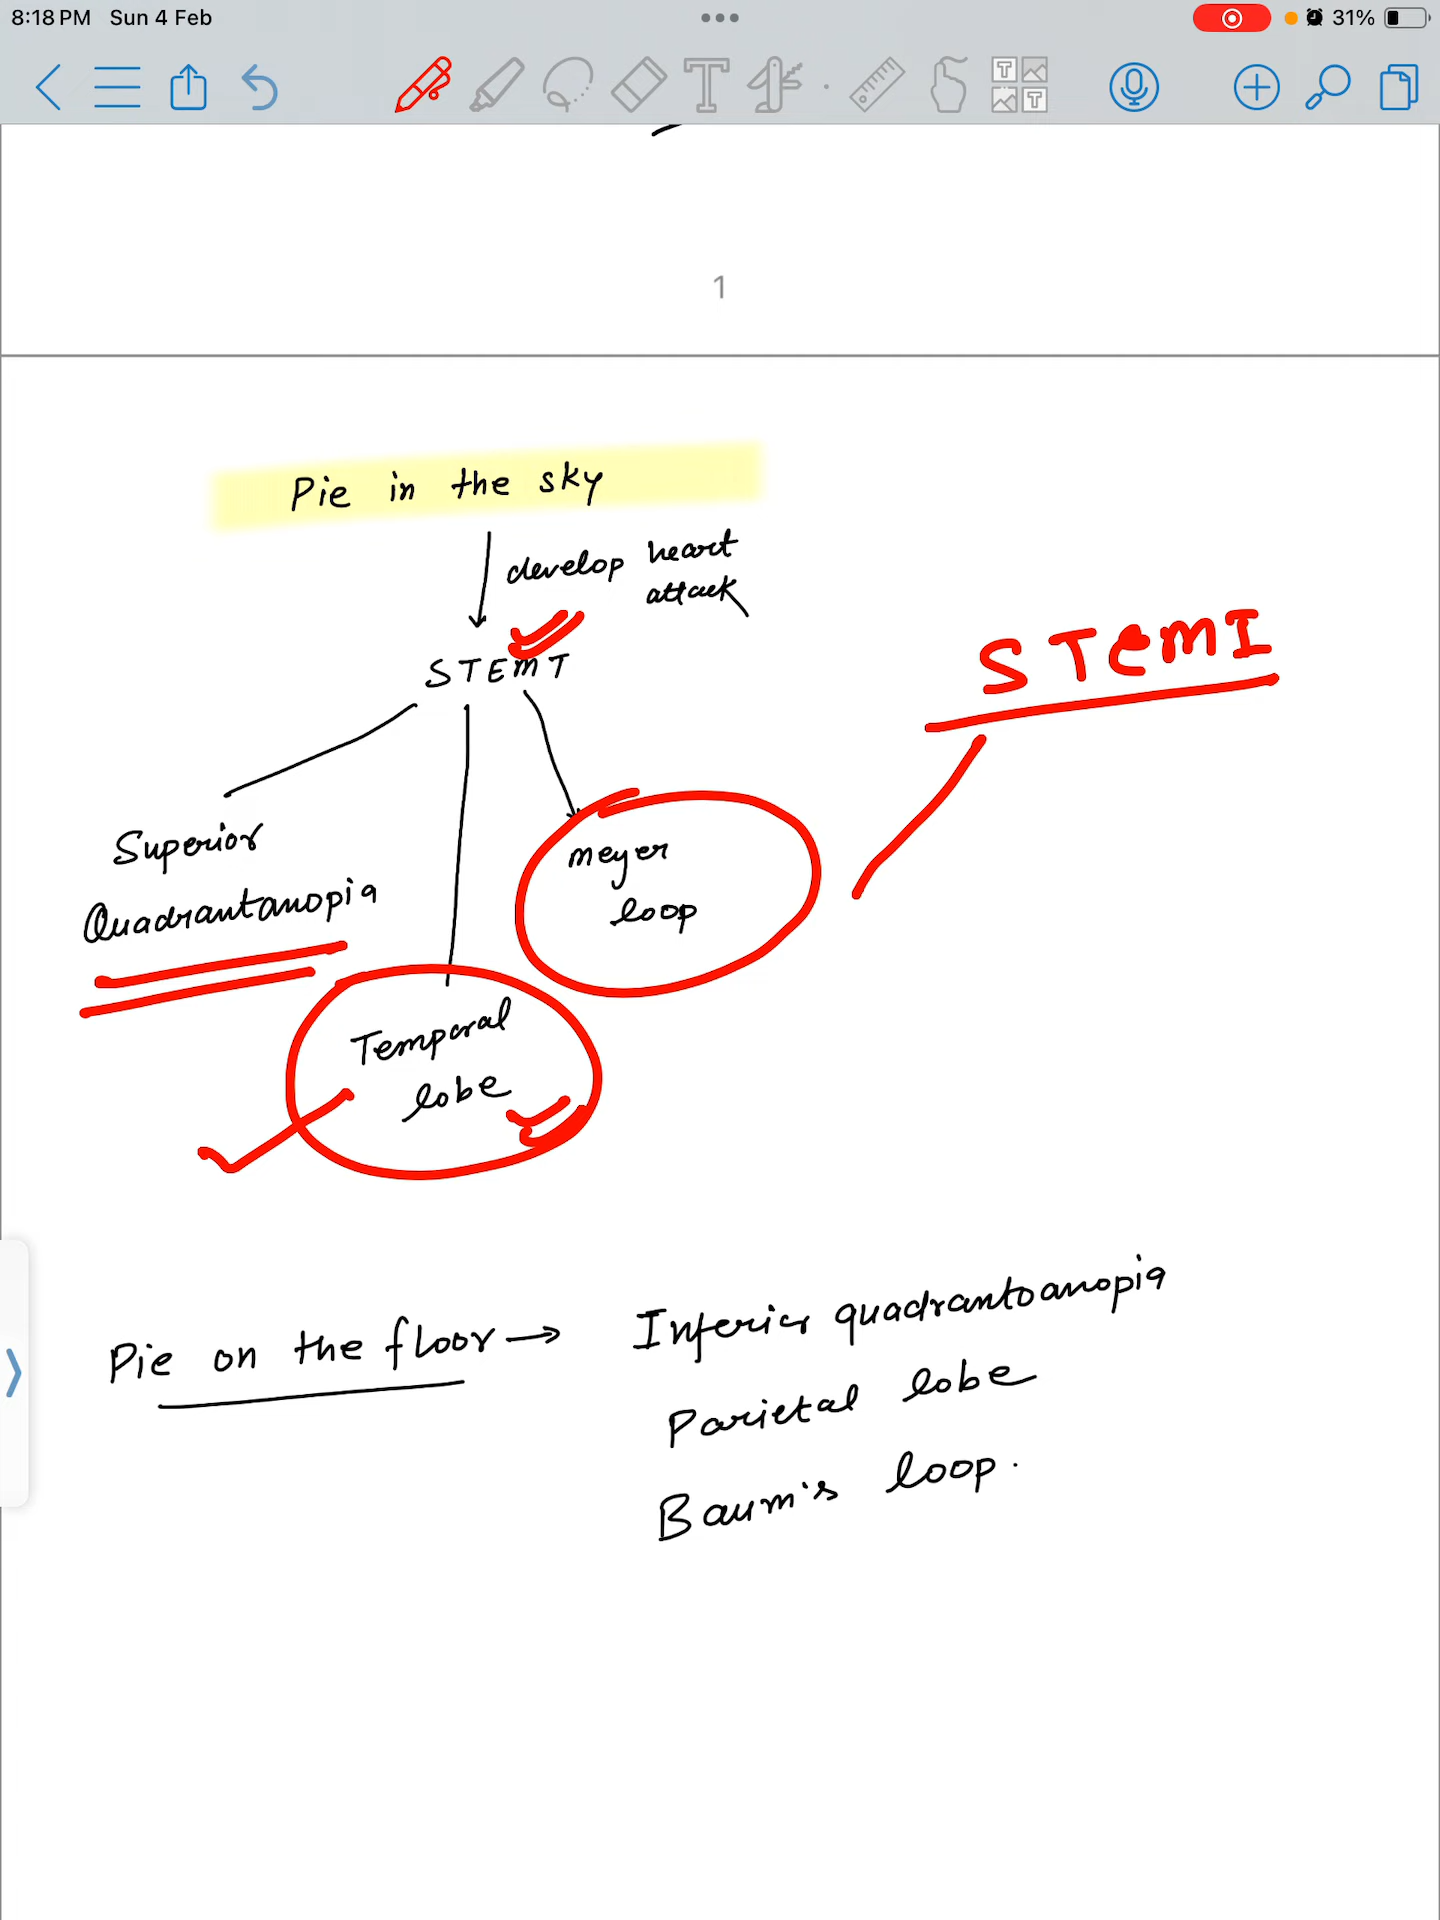 8:18 PM Sun 4 Feb
31%
1
Pie in the sky
develop heart
attack
STEMI
STEMI
Superior
Quadrantanopia
meyer
loop
Temporal
lobe
Pie on the floor → Inferior quadrantoanopia
Parietal lobe
Baum's loop.